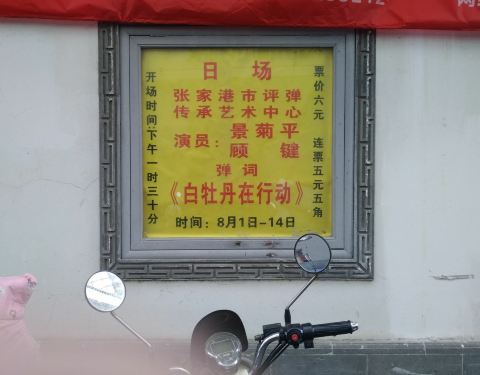 日 场
张家港市评弹
传承艺术中心
演员：景菊平
顾 键
弹 词
《白牡丹在行动》
时间：8月1日-14日
开场时间下午一时三十分
票价六元 连票五元五角